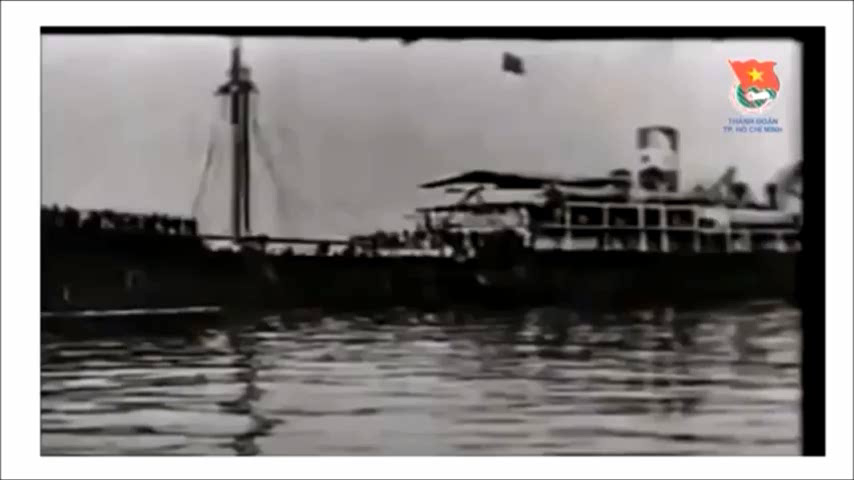 THÀNH ĐOÀN
TP. HỒ CHÍ MINH